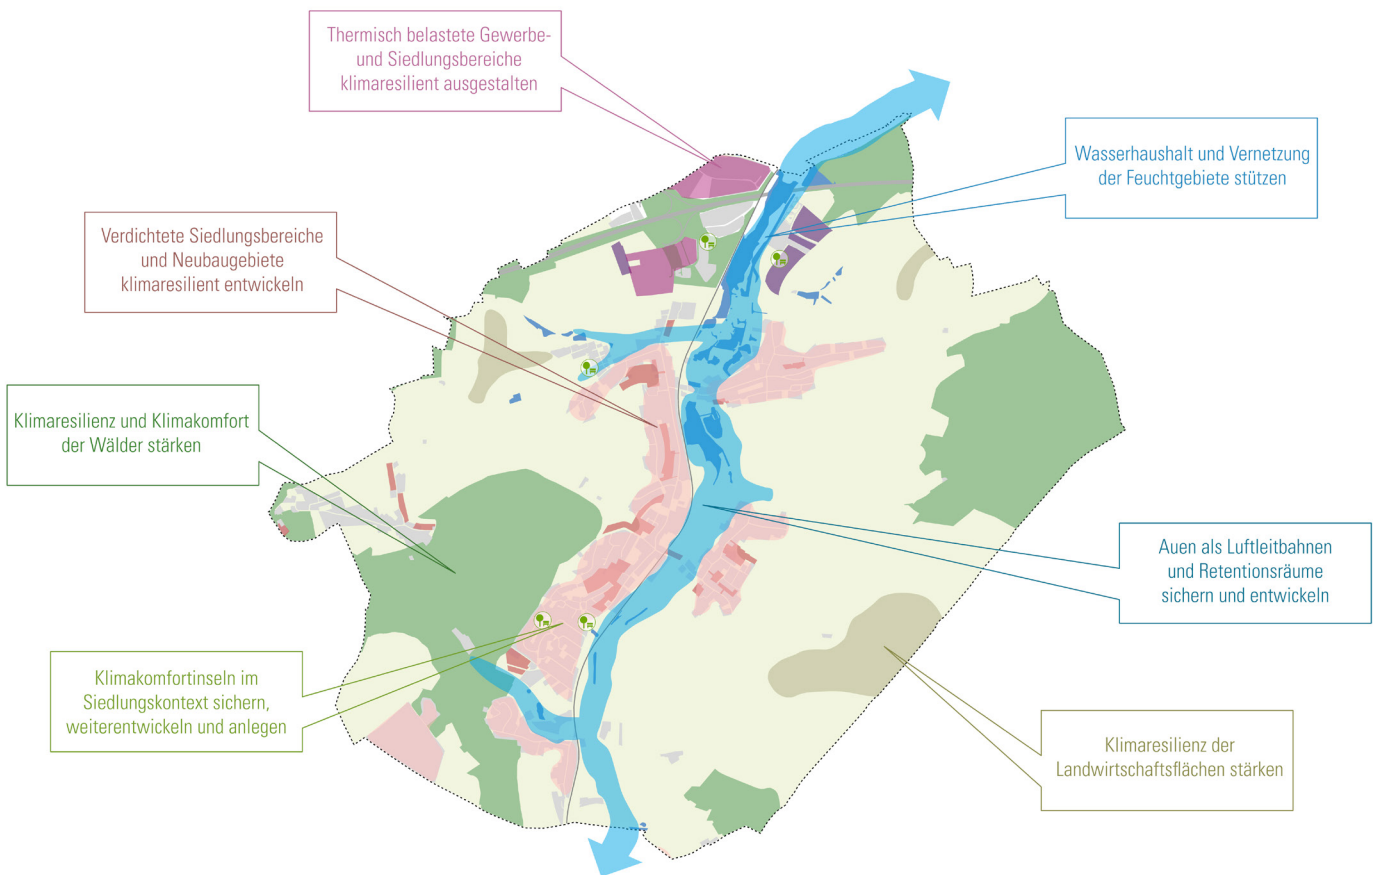 Thermisch belastete Gewerbe-
und Siedlungsbereiche
klimaresilient ausgestalten
Wasserhaushalt und Vernetzung
der Feuchtgebiete stützen
Verdichtete Siedlungsbereiche
und Neubaugebiete
klimaresilient entwickeln
Klimaresilienz und Klimakomfort
der Wälder stärken
Auen als Luftleitbahnen
und Retentionsräume
sichern und entwickeln
Klimakomfortinseln im
Siedlungskontext sichern,
weiterentwickeln und anlegen
Klimaresilienz der
Landwirtschaftsflächen stärken